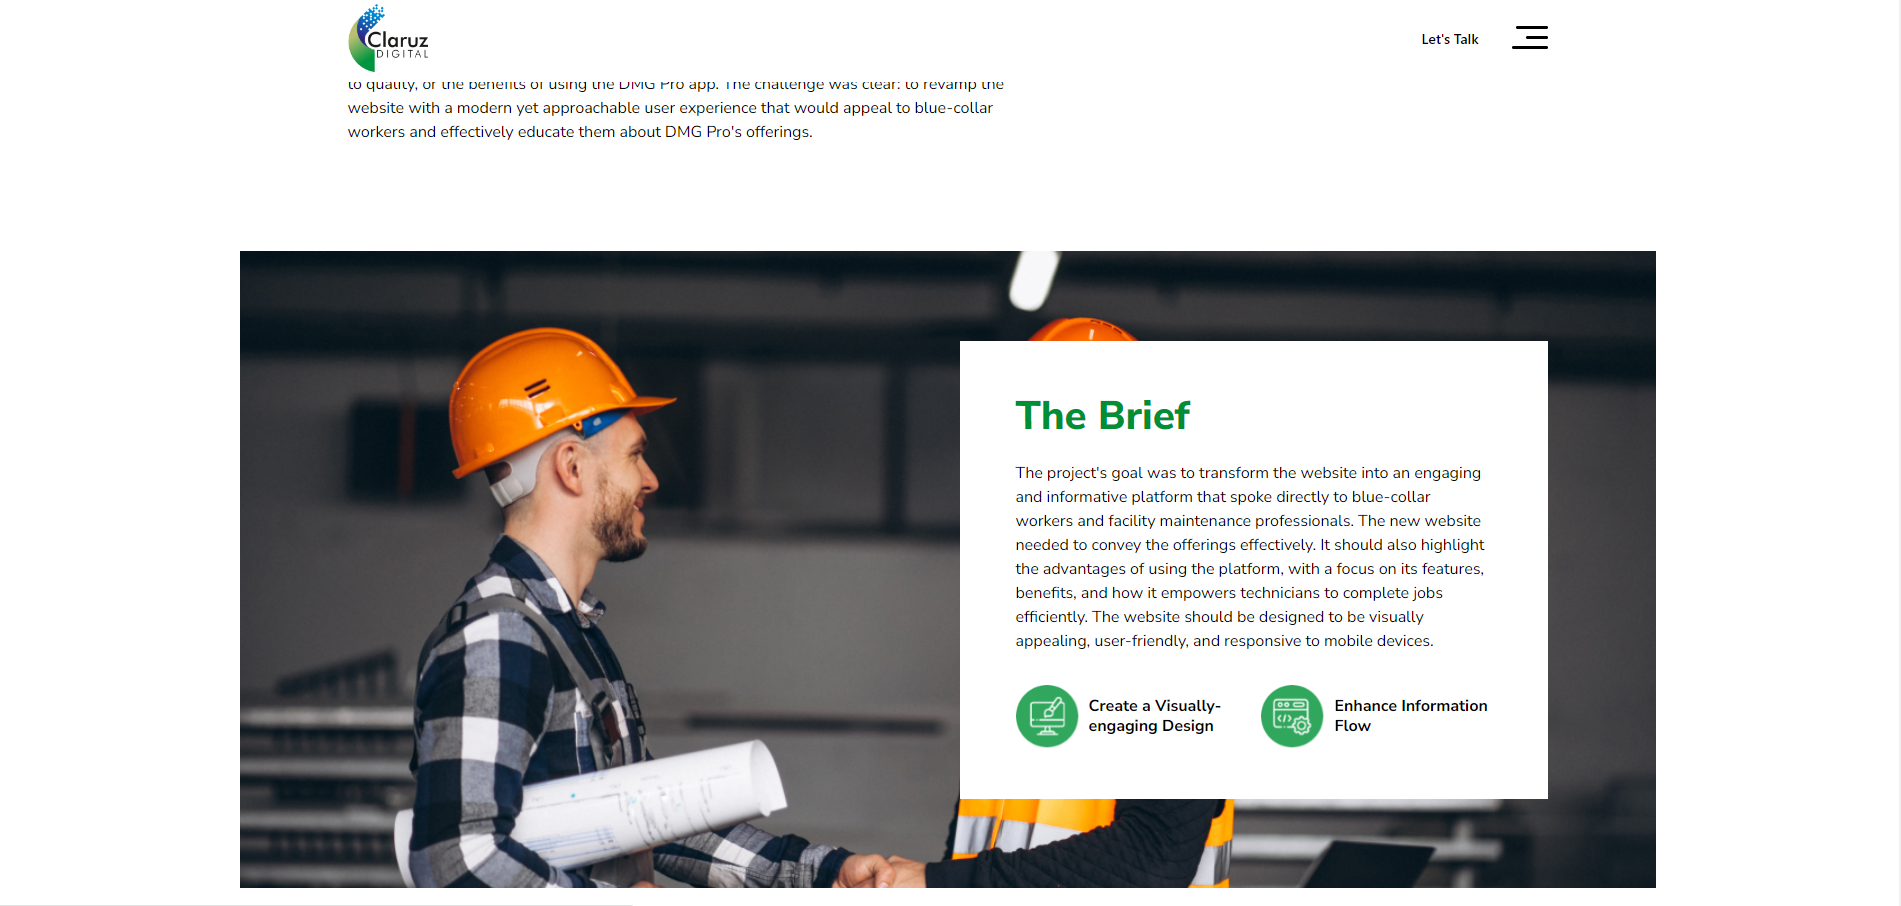 Claruz
DIGITAL
Let's Talk
to quality, or the benefits of using the DMG Pro app. The challenge was clear: to revamp the
website with a modern yet approachable user experience that would appeal to blue-collar
workers and effectively educate them about DMG Pro's offerings.
The Brief
The project's goal was to transform the website into an engaging
and informative platform that spoke directly to blue-collar
workers and facility maintenance professionals. The new website
needed to convey the offerings effectively. It should also highlight
the advantages of using the platform, with a focus on its features,
benefits, and how it empowers technicians to complete jobs
efficiently. The website should be designed to be visually
appealing, user-friendly, and responsive to mobile devices.
Create a Visually-
engaging Design
Enhance Information
Flow